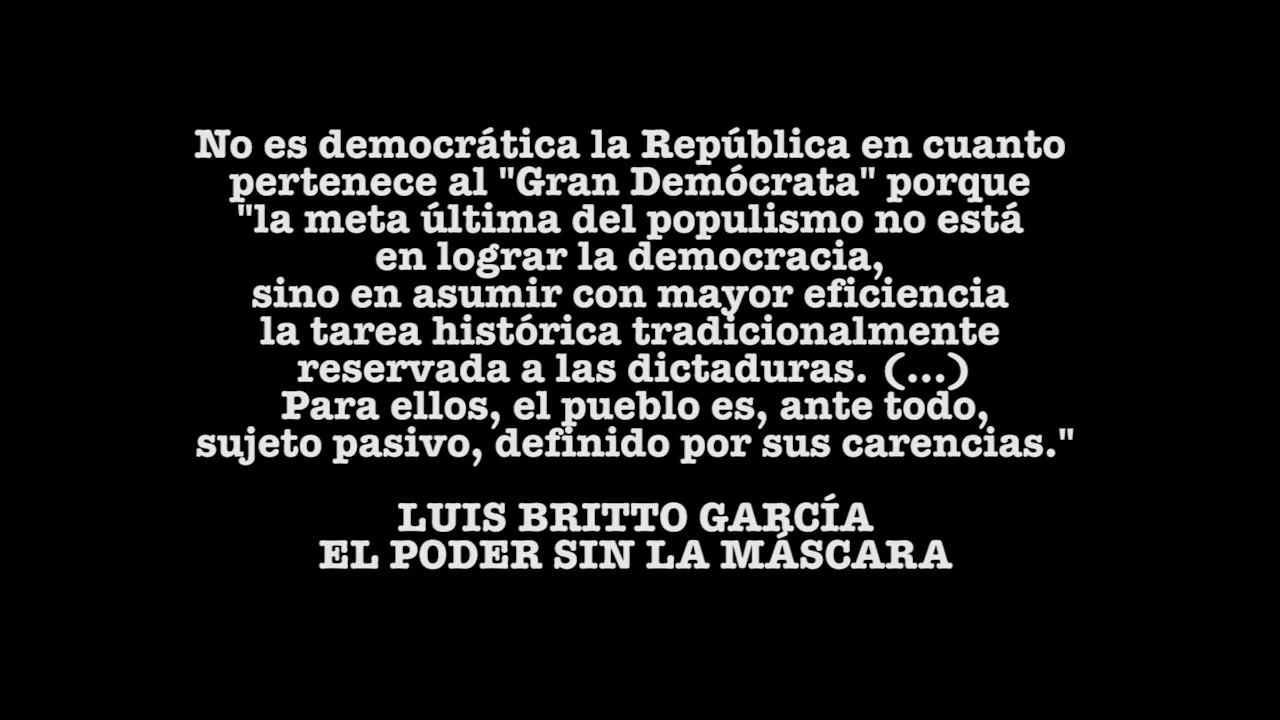 No es democrática la República en cuanto
pertenece al "Gran Demócrata" porque
"la meta última del populismo no está
en lograr la democracia,
sino en asumir con mayor eficiencia
la tarea histórica tradicionalmente
reservada a las dictaduras. (...)
Para ellos, el pueblo es, ante todo,
sujeto pasivo, definido por sus carencias."
LUIS BRITTO GARCÍA
EL PODER SIN LA MÁSCARA